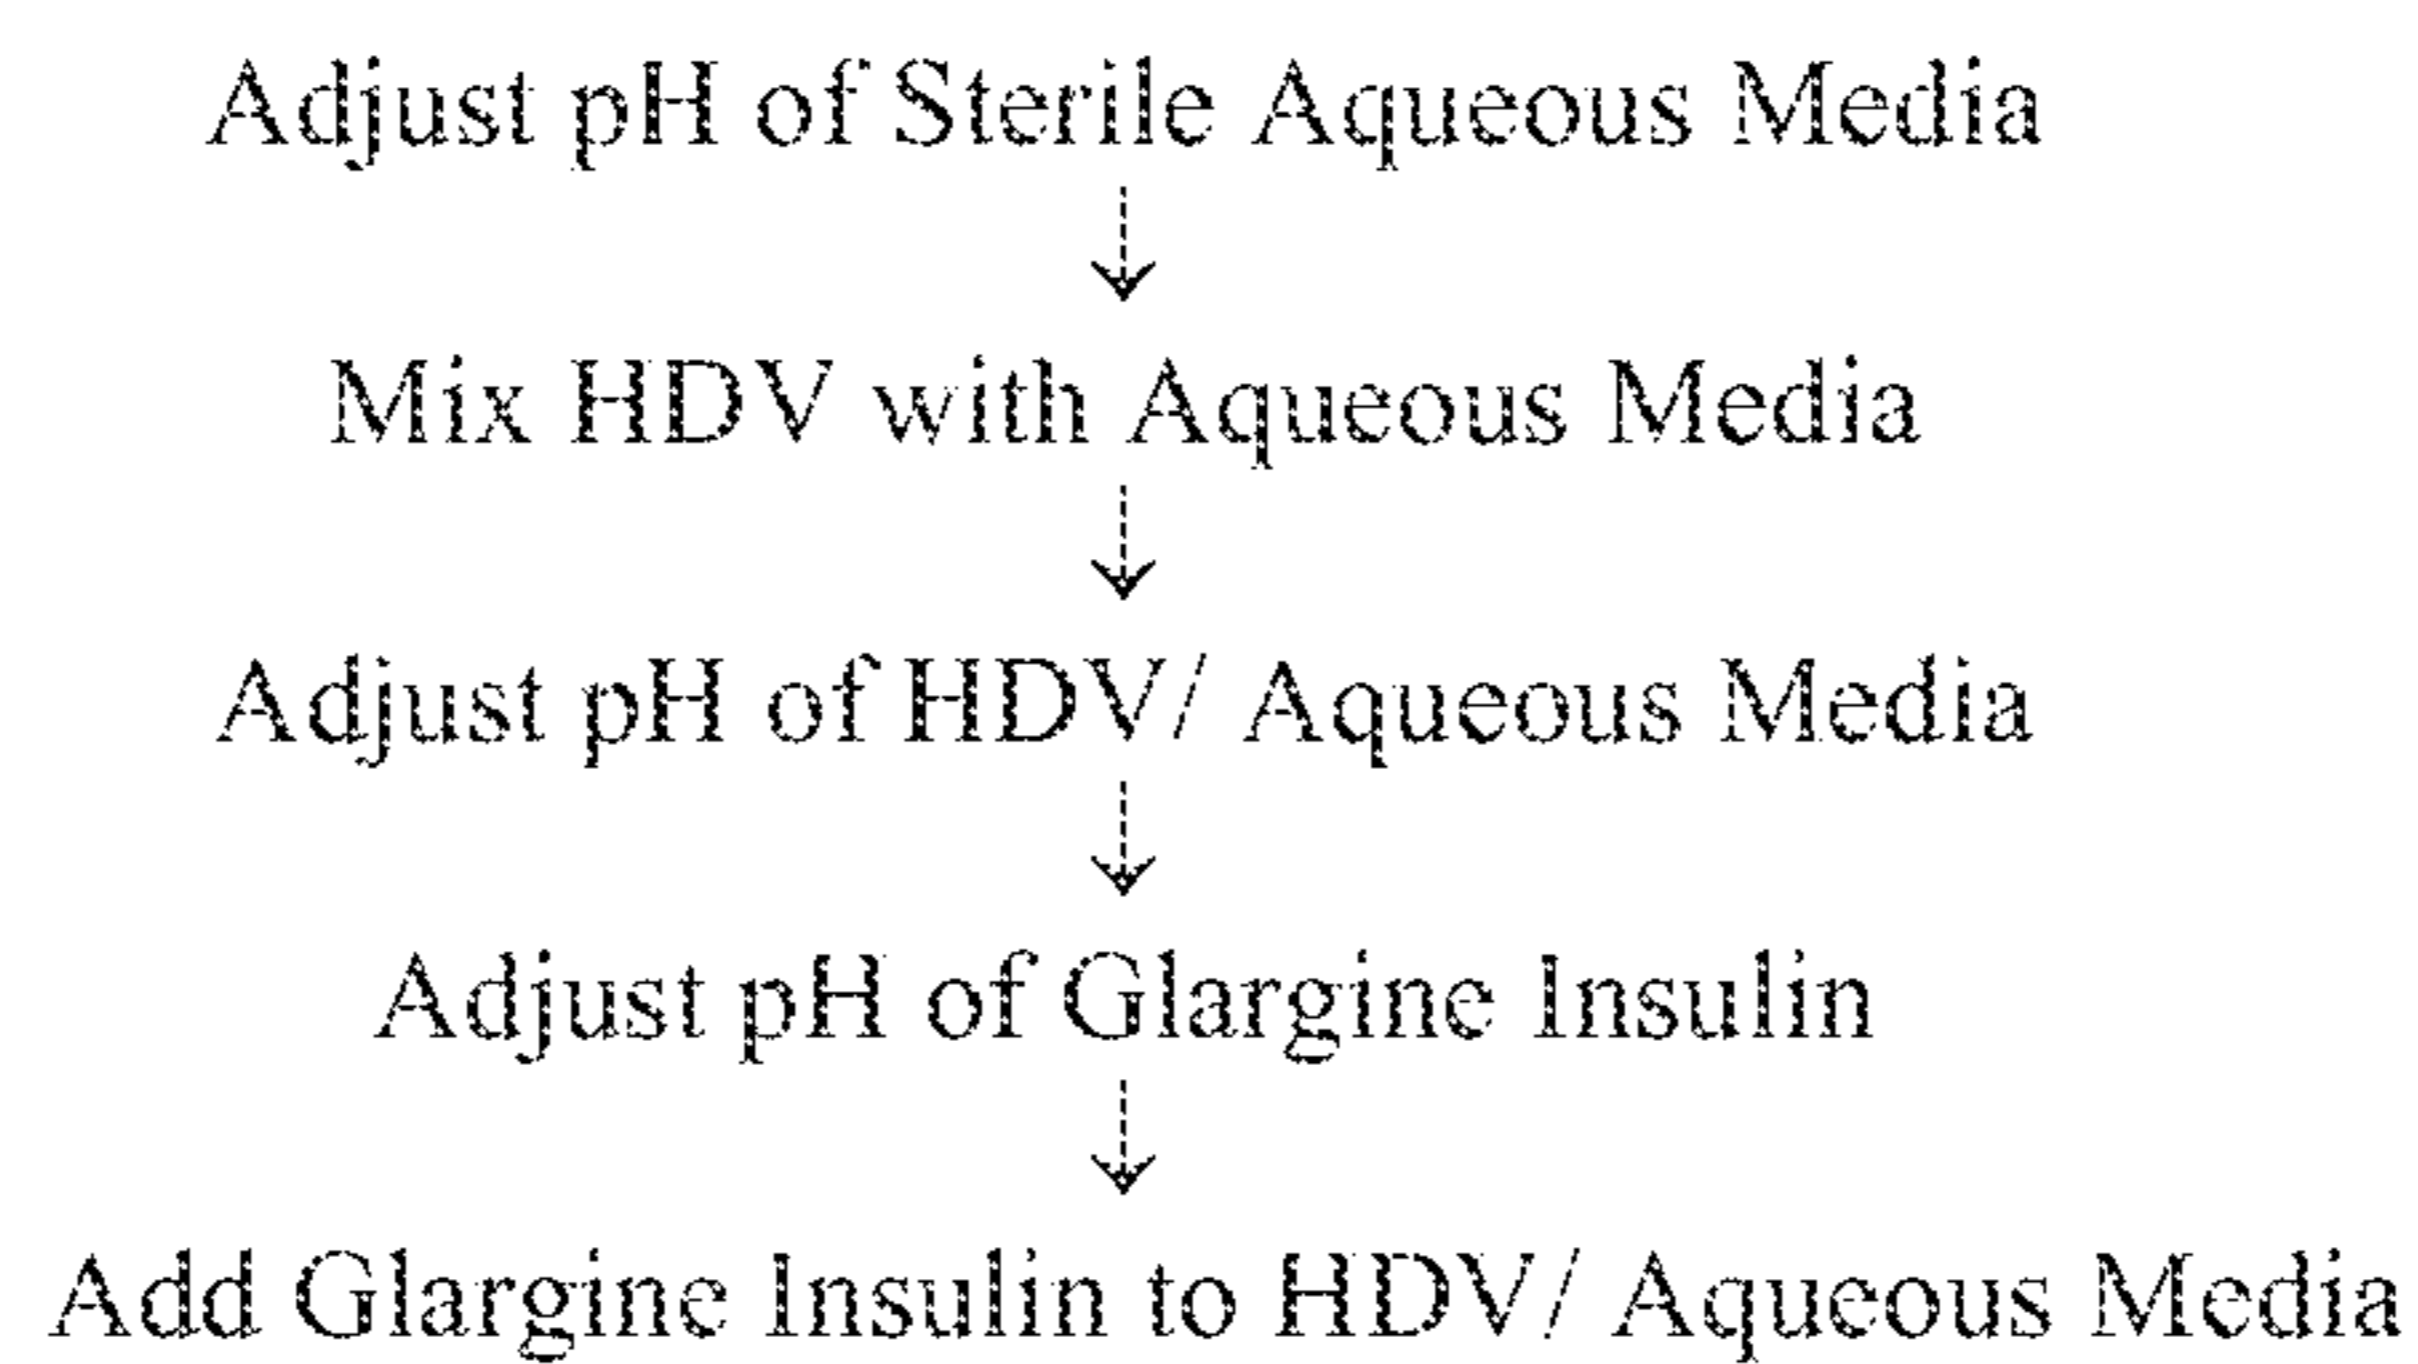 Adjust pH of Sterile Aqueous Media
Mix HDV with Aqueous Media
Adjust pH of HDV/ Aqueous Media
Adjust pH of Glargine Insulin
Add Glargine Insulin to HDV/ Aqueous Media